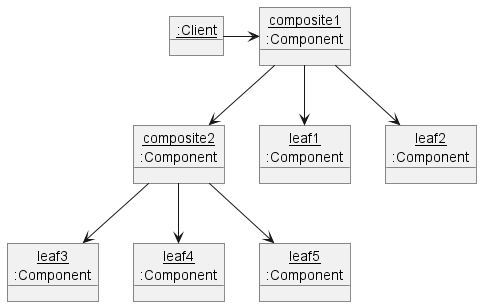 :Client
composite1
:Component
composite2
:Component
leaf1
:Component
leaf2
:Component
leaf3
:Component
leaf4
:Component
leaf5
:Component